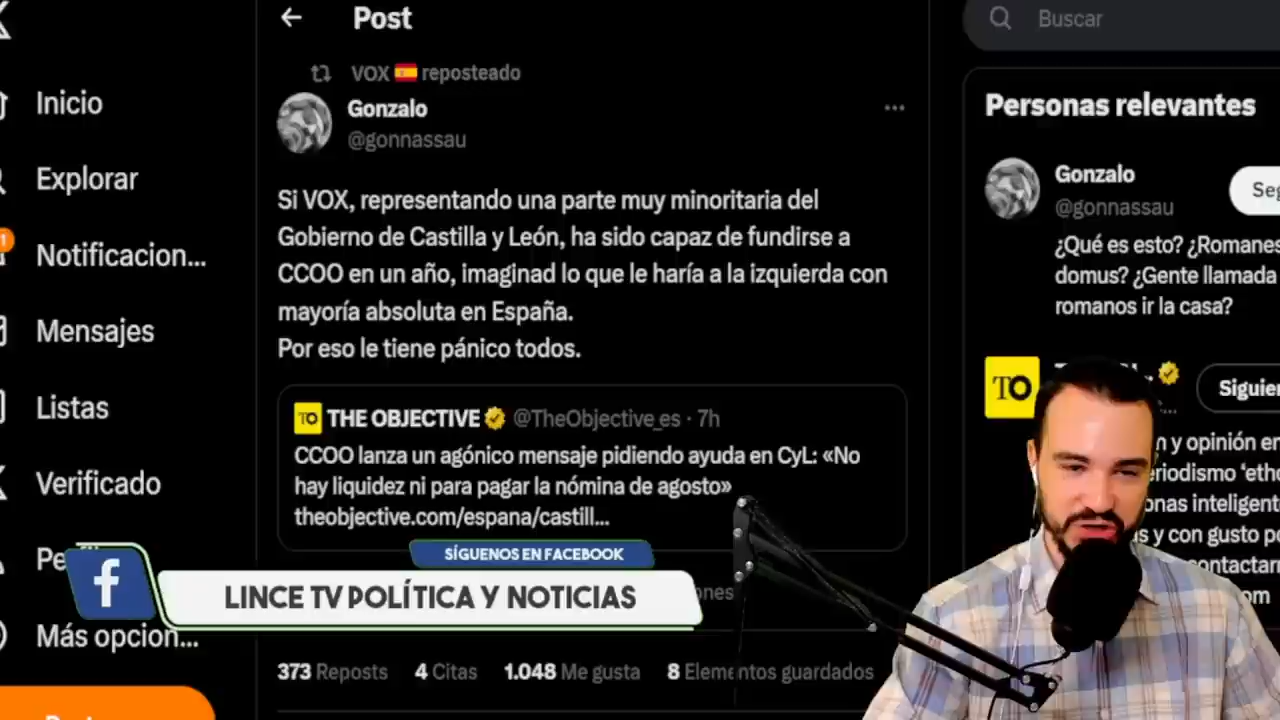 Post
Buscar
VOX 🇪🇸 reposteado
Gonzalo
@gonnassau
Si VOX, representando una parte muy minoritaria del
Gobierno de Castilla y León, ha sido capaz de fundirse a
CCOO en un año, imaginad lo que le haría a la izquierda con
mayoría absoluta en España.
Por eso le tiene pánico todos.
TO THE OBJECTIVE @TheObjective_es · 7h
CCOO lanza un agónico mensaje pidiendo ayuda en CyL: «No
hay liquidez ni para pagar la nómina de agosto»
theobjective.com/espana/castill...
373 Reposts 4 Citas 1.048 Me gusta 8 Elementos guardados
Inicio
Explorar
1
Notificacion...
Mensajes
Listas
Verificado
Más opcion...
Personas relevantes
Gonzalo
@gonnassau
¿Qué es esto? ¿Romanes
domus? ¿Gente llamada
romanos ir la casa?
TO
n y opinión en
SÍGUENOS EN FACEBOOK
f LINCE TV POLÍTICA Y NOTICIAS